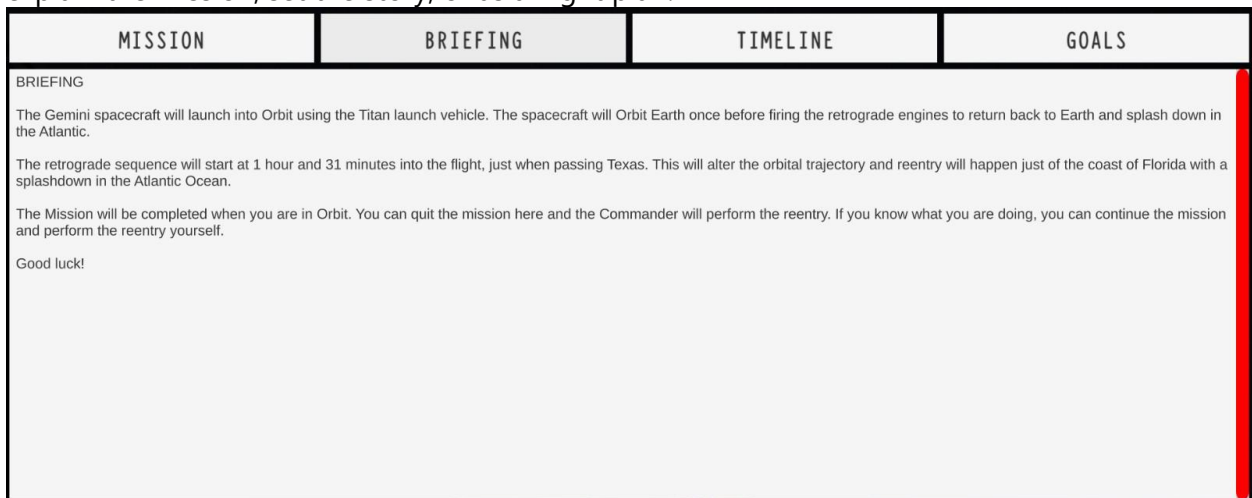 MISSION BRIEFING TIMELINE GOALS
BRIEFING
The Gemini spacecraft will launch into Orbit using the Titan launch vehicle. The spacecraft will Orbit Earth once before firing the retrograde engines to return back to Earth and splash down in
the Atlantic.
The retrograde sequence will start at 1 hour and 31 minutes into the flight, just when passing Texas. This will alter the orbital trajectory and reentry will happen just of the coast of Florida with a
splashdown in the Atlantic Ocean.
The Mission will be completed when you are in Orbit. You can quit the mission here and the Commander will perform the reentry. If you know what you are doing, you can continue the mission
and perform the reentry yourself.
Good luck!